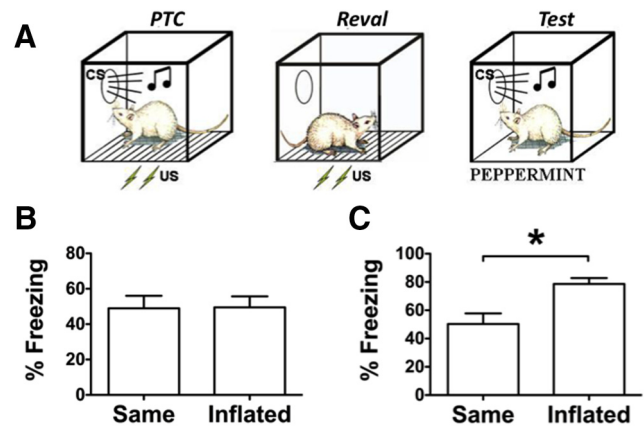 A
PTC
Reval
Test
CS
CS
US
US
PEPPERMINT
B
% Freezing
80
60
40
20
0
Same Inflated
C
% Freezing
100
80
60
40
20
0
*
Same Inflated